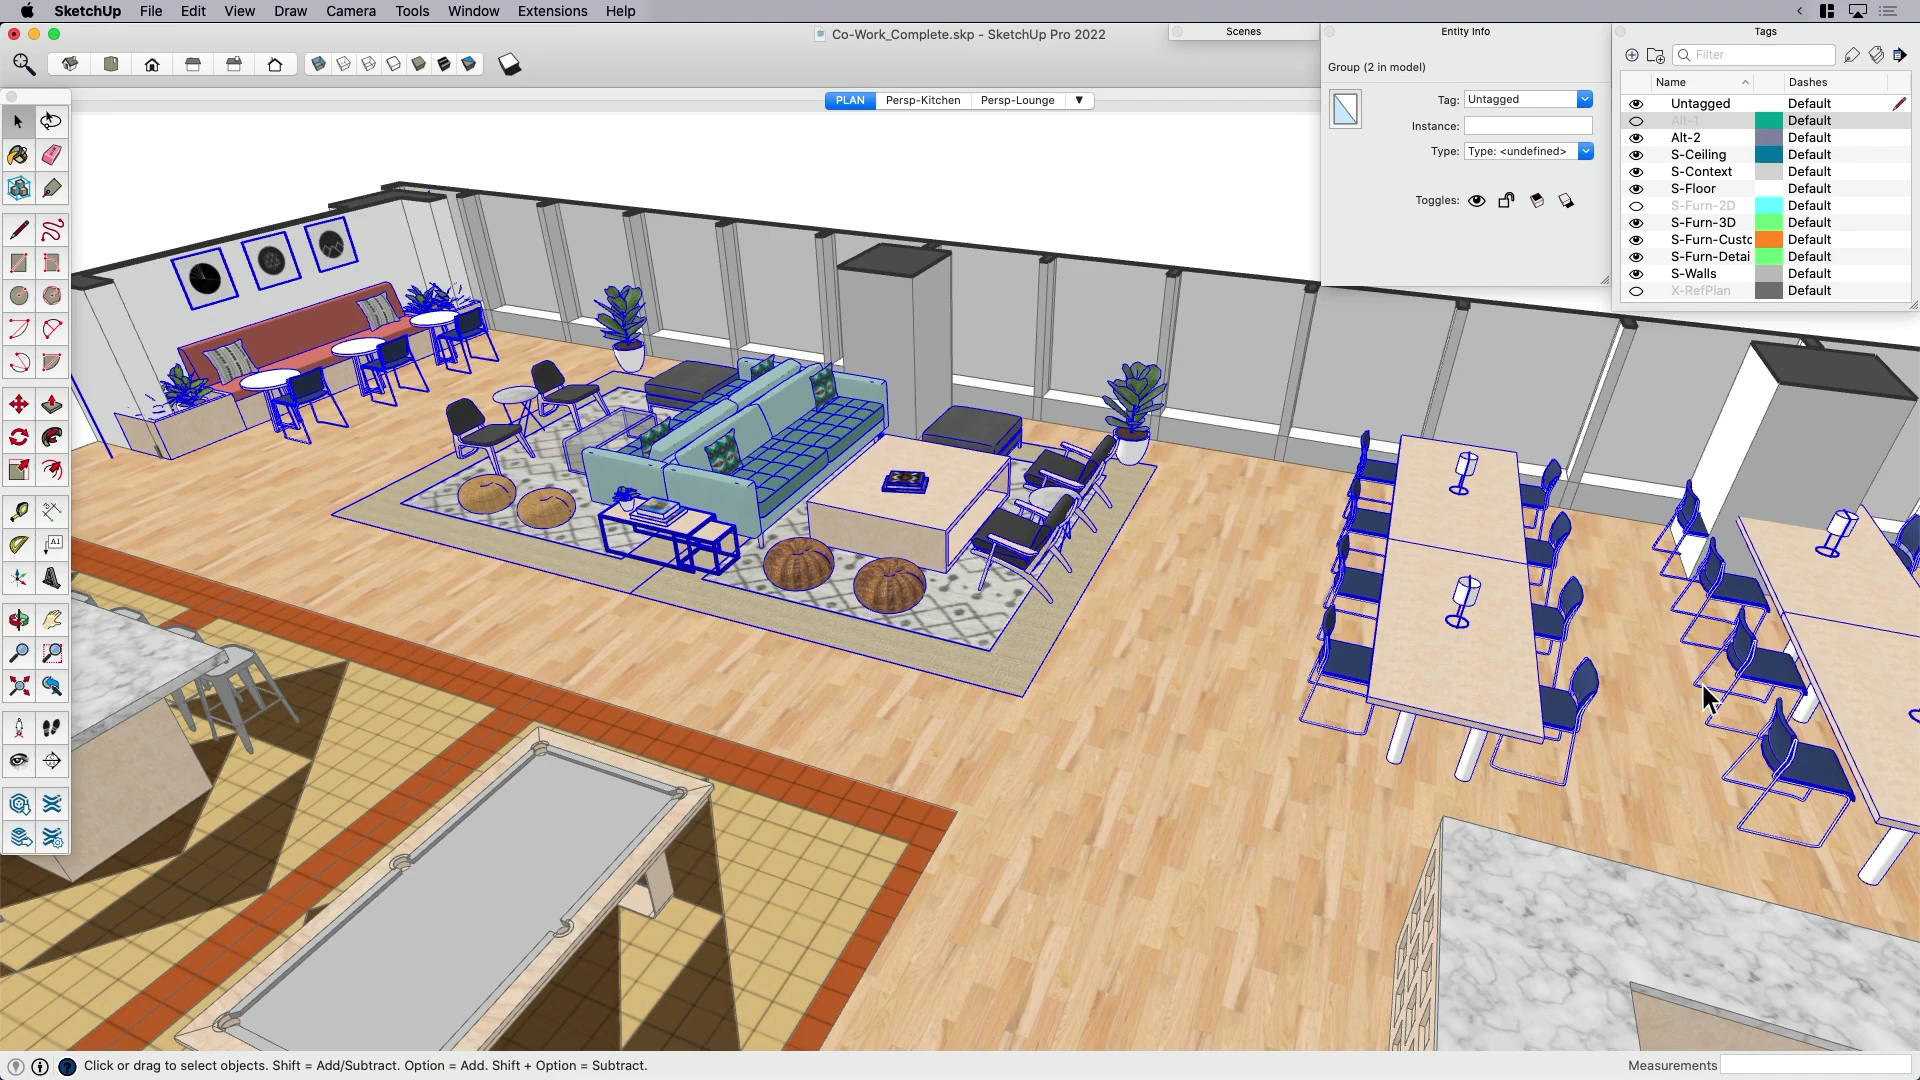 SketchUp File Edit View Draw Camera Tools Window Extensions Help
Co-Work_Complete.skp - SketchUp Pro 2022
Scenes
Entity Info
Tags
Group (2 in model)
Filter
Name Dashes
PLAN Persp-Kitchen Persp-Lounge
Tag: Untagged
Instance:
Type: Type: <undefined>
Toggles:
Untagged Default
Alt-1 Default
Alt-2 Default
S-Ceiling Default
S-Context Default
S-Floor Default
S-Furn-2D Default
S-Furn-3D Default
S-Furn-Custc Default
S-Furn-Detai Default
S-Walls Default
X-RefPlan Default
A1
Click or drag to select objects. Shift = Add/Subtract. Option = Add. Shift + Option = Subtract.
Measurements